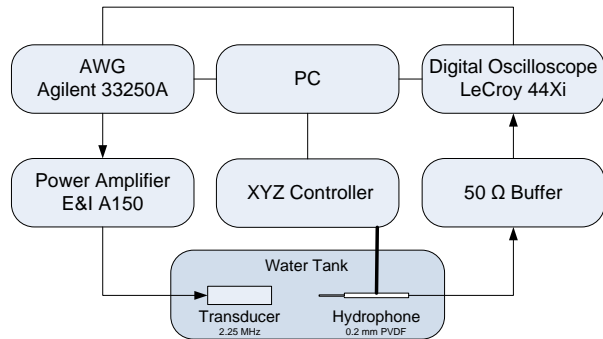 AWG
Agilent 33250A
PC
Digital Oscilloscope
LeCroy 44Xi
Power Amplifier
E&I A150
XYZ Controller
50 Ω Buffer
Water Tank
Transducer
2.25 MHz
Hydrophone
0.2 mm PVDF